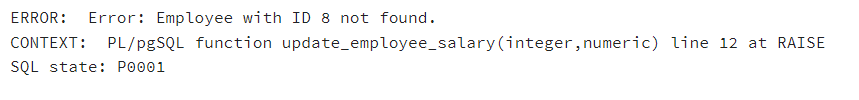 ERROR:  Error: Employee with ID 8 not found.
CONTEXT:  PL/pgSQL function update_employee_salary(integer,numeric) line 12 at RAISE
SQL state: P0001